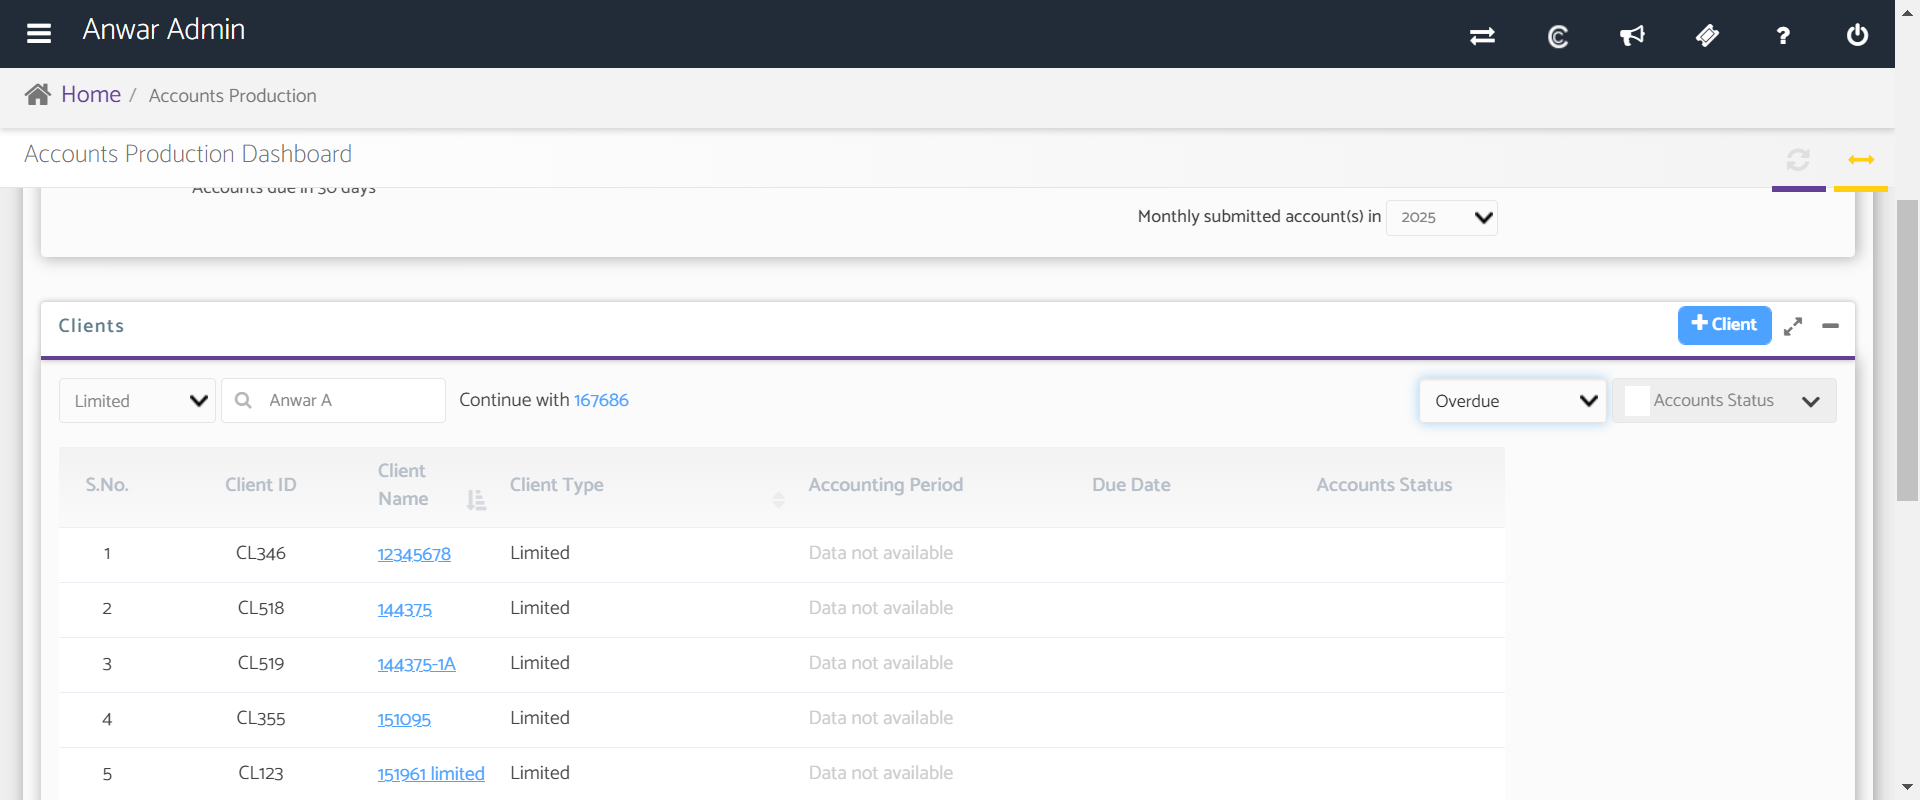 Anwar Admin
?
Home / Accounts Production
Accounts Production Dashboard
Accounts due in 30 days
Monthly submitted account(s) in 2025
Clients
+ Client
Limited
Anwar A
Continue with 167686
Overdue
Accounts Status
S.No.
Client ID
Client Name
Client Type
Accounting Period
Due Date
Accounts Status
1 CL346 12345678 Limited Data not available
2 CL518 144375 Limited Data not available
3 CL519 144375-1A Limited Data not available
4 CL355 151095 Limited Data not available
5 CL123 151961 limited Limited Data not available